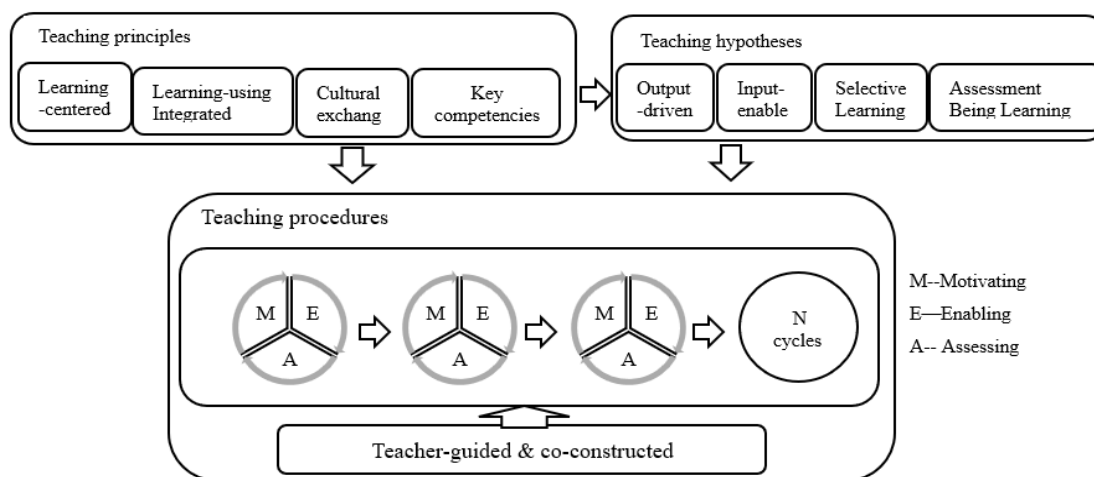 Teaching principles
Learning
-centered
Learning-using
Integrated
Cultural
exchang
Key
competencies
Teaching hypotheses
Output
-driven
Input-
enable
Selective
Learning
Assessment
Being Learning
Teaching procedures
M
E
A
M
E
A
M
E
A
N
cycles
M--Motivating
E—Enabling
A-- Assessing
Teacher-guided & co-constructed